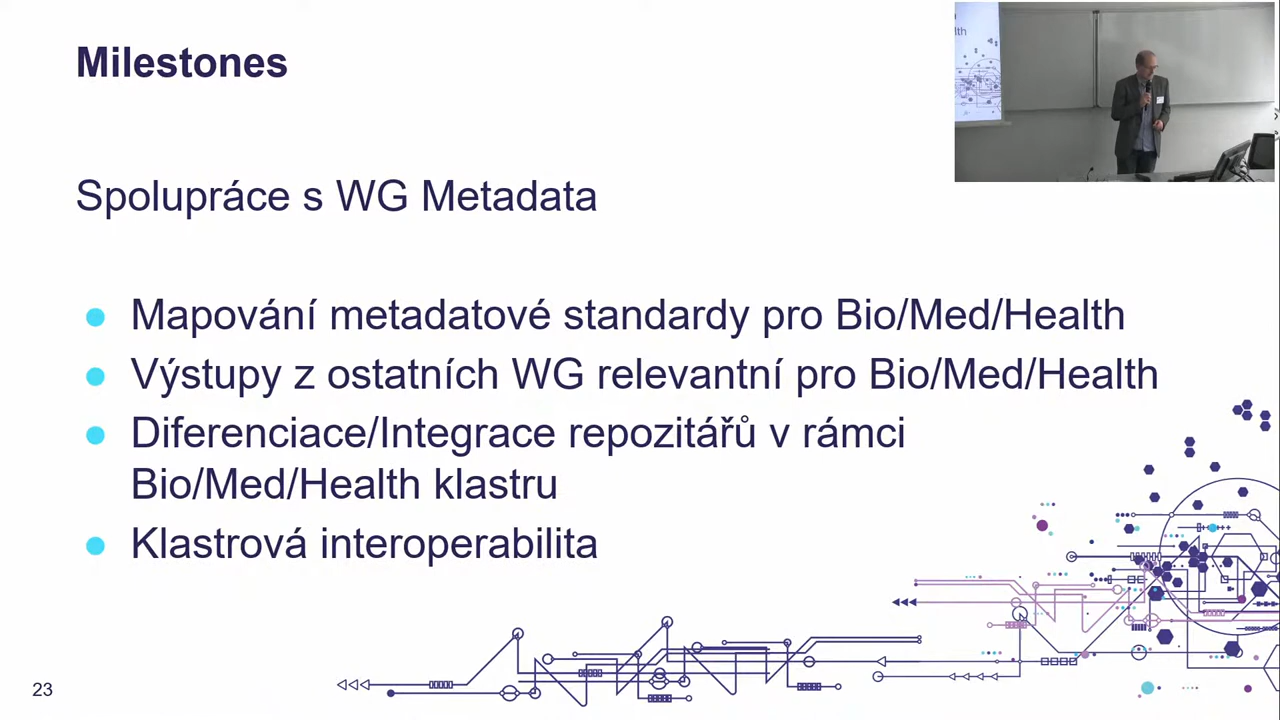 Milestones
lth
Spolupráce s WG Metadata
Mapování metadatové standardy pro Bio/Med/Health
Výstupy z ostatních WG relevantní pro Bio/Med/Health
Diferenciace/Integrace repozitářů v rámci
Bio/Med/Health klastru
Klastrová interoperabilita
23